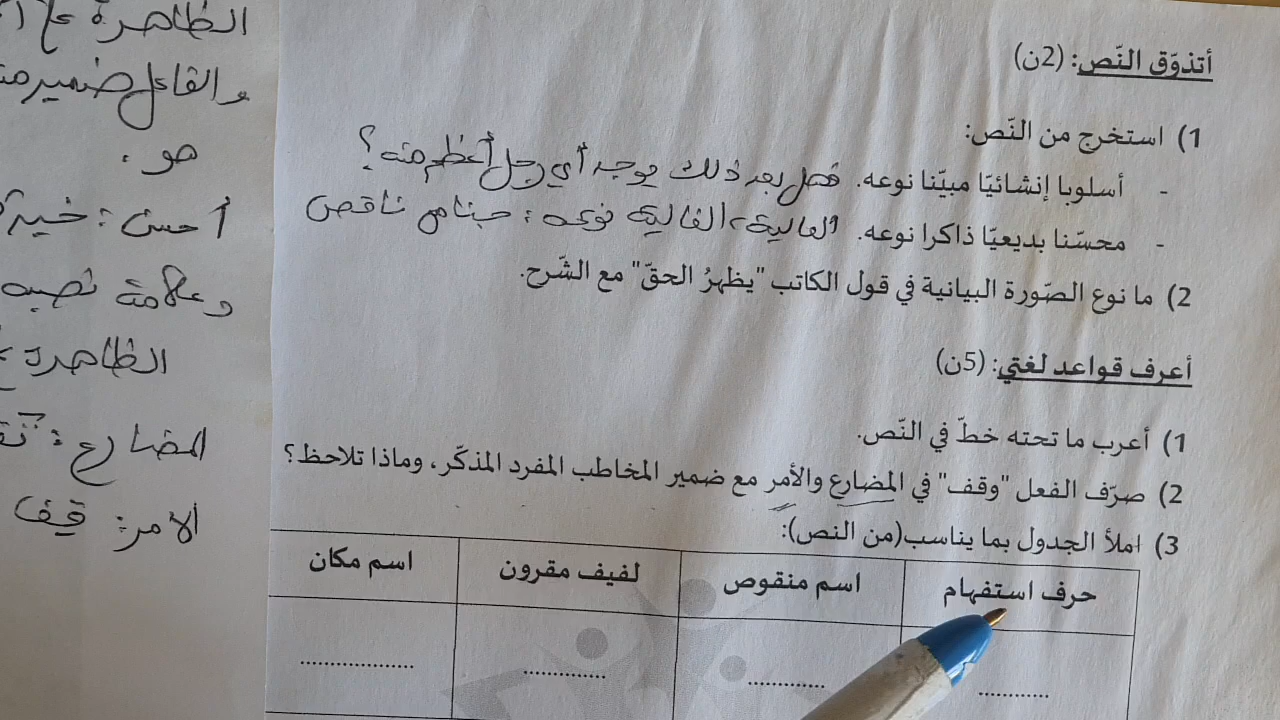 أتذوّق النّص: (2ن)
1) استخرج من النّص:
- أسلوبا إنشائيّا مبيّنا نوعه. فهل بعد ذلك يوجد أي رجل أعظم منه؟
- محسّنا بديعيّا ذاكرا نوعه. العالية، الغالية نوعه: جناس ناقص
2) ما نوع الصّورة البيانية في قول الكاتب "يظهرُ الحقّ" مع الشّرح.
أعرف قواعد لغتي: (5ن)
1) أعرب ما تحته خطّ في النّص.
2) صرّف الفعل "وقف" في المضارع والأمر مع ضمير المخاطب المفرد المذكّر، وماذا تلاحظ؟
3) املأ الجدول بما يناسب(من النص):
حرف استفهام اسم منقوص لفيف مقرون اسم مكان
............ ............. ............. .................
الظاهرة
والفاعل ضمير
هو.
أحسن:
وعلامة نصبه
الظاهرة
المضارع:
الامر: قِفْ